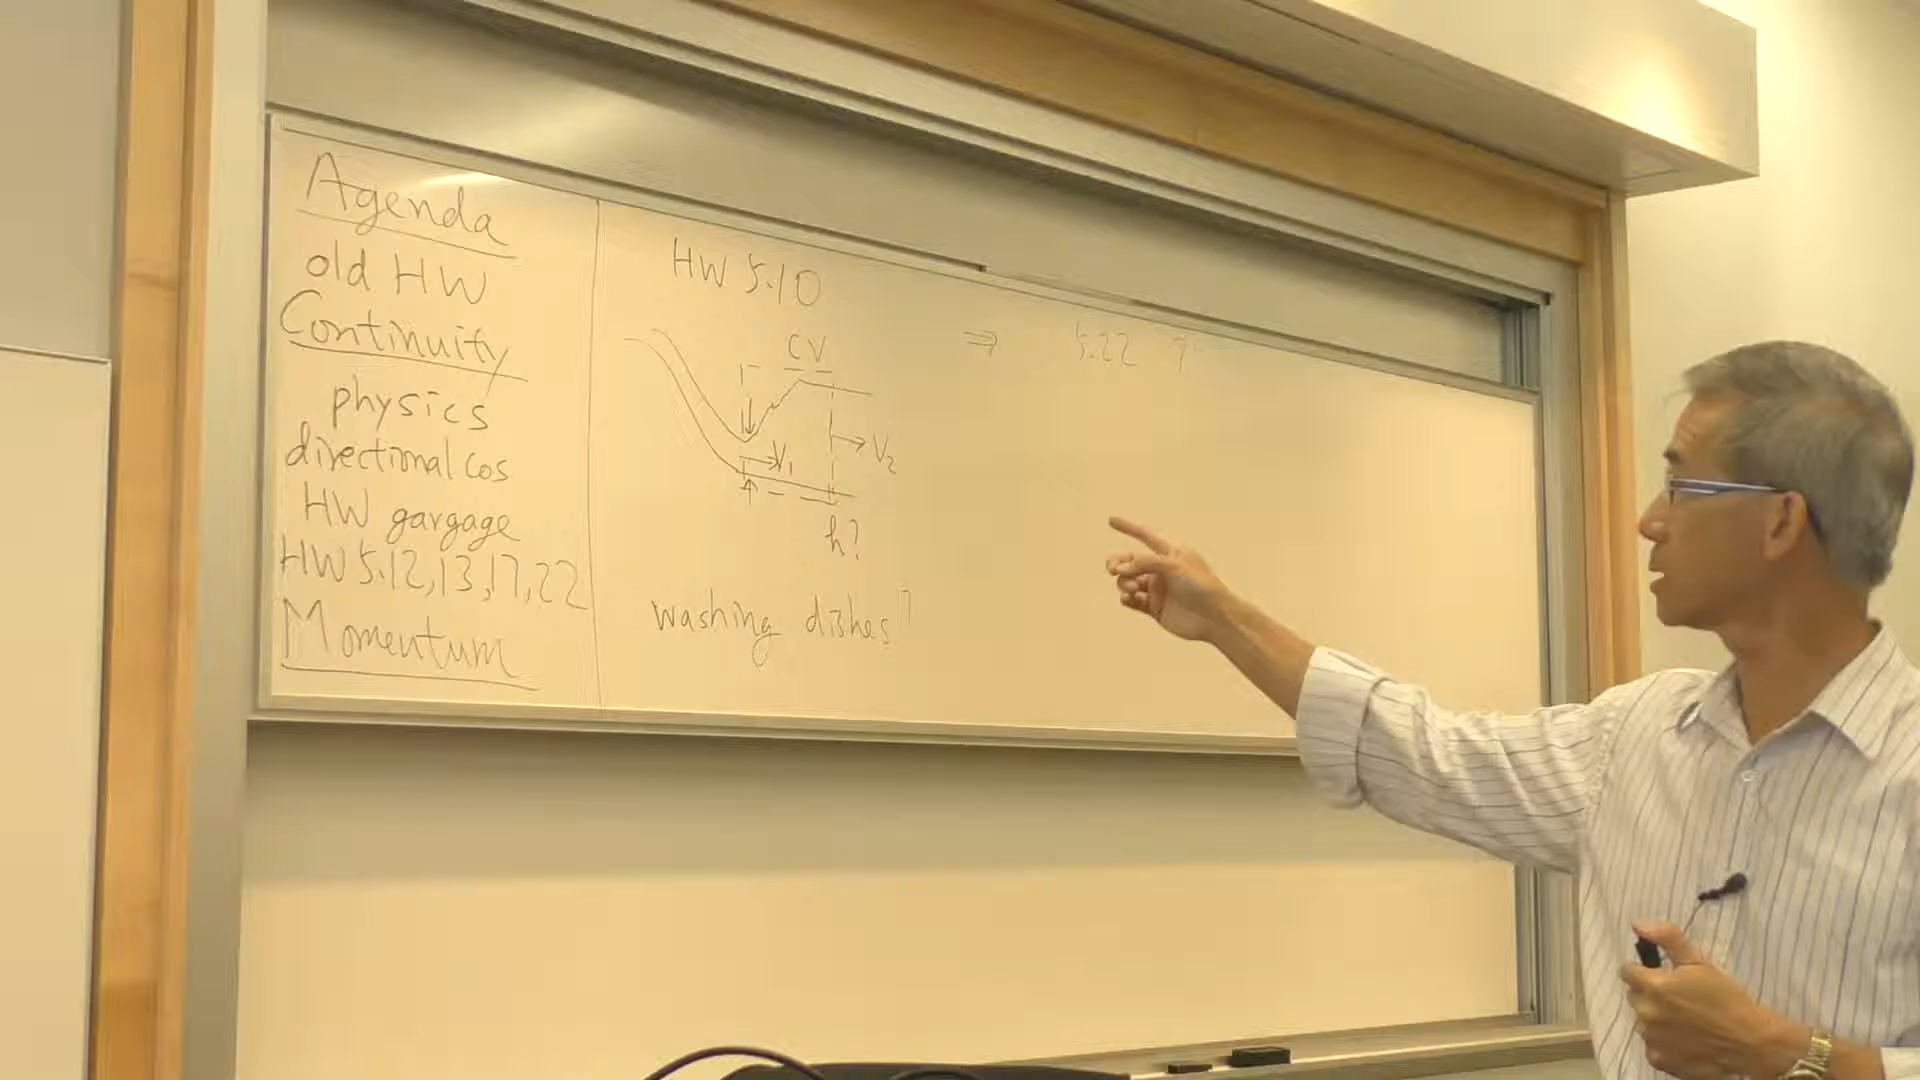 Agenda
old HW
Continuity
physics
directional cos
HW gargage
HW 5.12, 13, 17, 22
Momentum
HW 5.10
CV
V1
V2
h?
washing dishes
⇒ 5.22